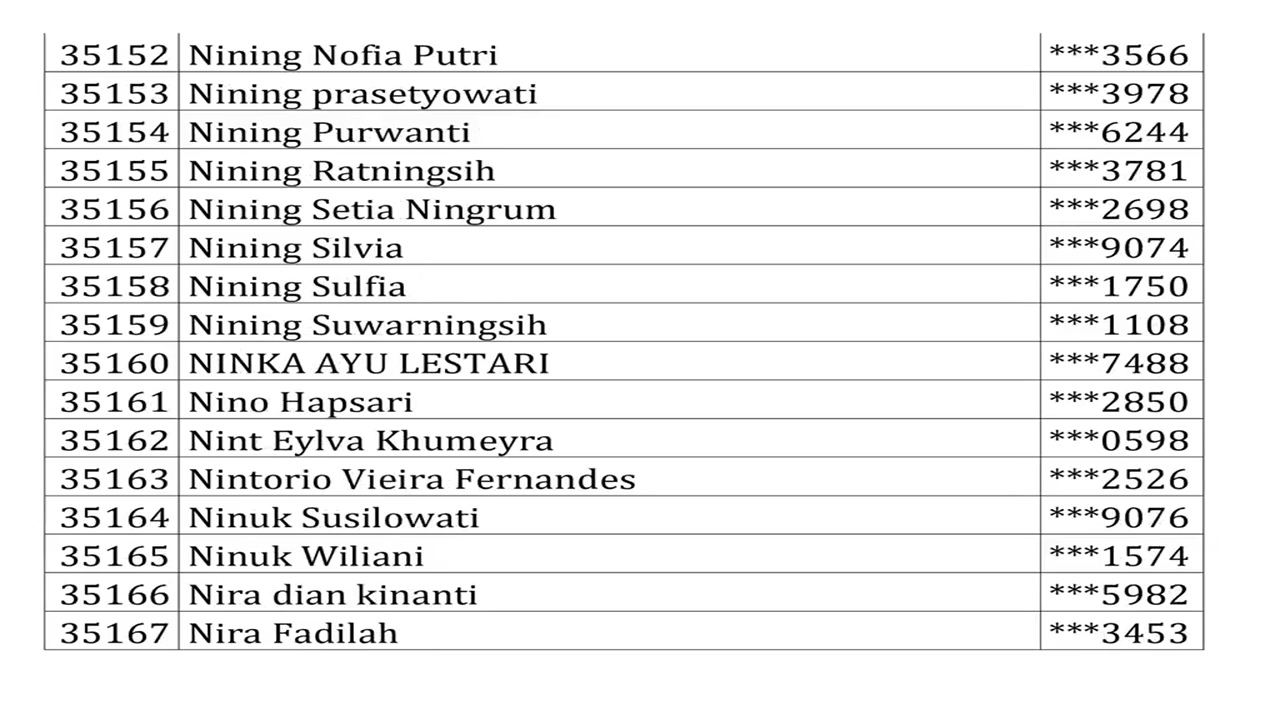 35152 Nining Nofia Putri ***3566
35153 Nining prasetyowati ***3978
35154 Nining Purwanti ***6244
35155 Nining Ratningsih ***3781
35156 Nining Setia Ningrum ***2698
35157 Nining Silvia ***9074
35158 Nining Sulfia ***1750
35159 Nining Suwarningsih ***1108
35160 NINKA AYU LESTARI ***7488
35161 Nino Hapsari ***2850
35162 Nint Eylva Khumeyra ***0598
35163 Nintorio Vieira Fernandes ***2526
35164 Ninuk Susilowati ***9076
35165 Ninuk Wiliani ***1574
35166 Nira dian kinanti ***5982
35167 Nira Fadilah ***3453